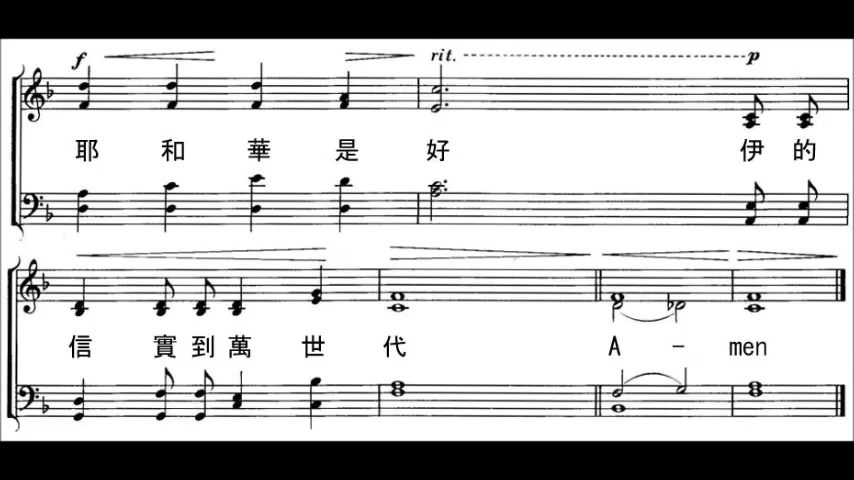 f rit. p
耶 和 華 是 好 伊 的
信 實 到 萬 世 代 A - men